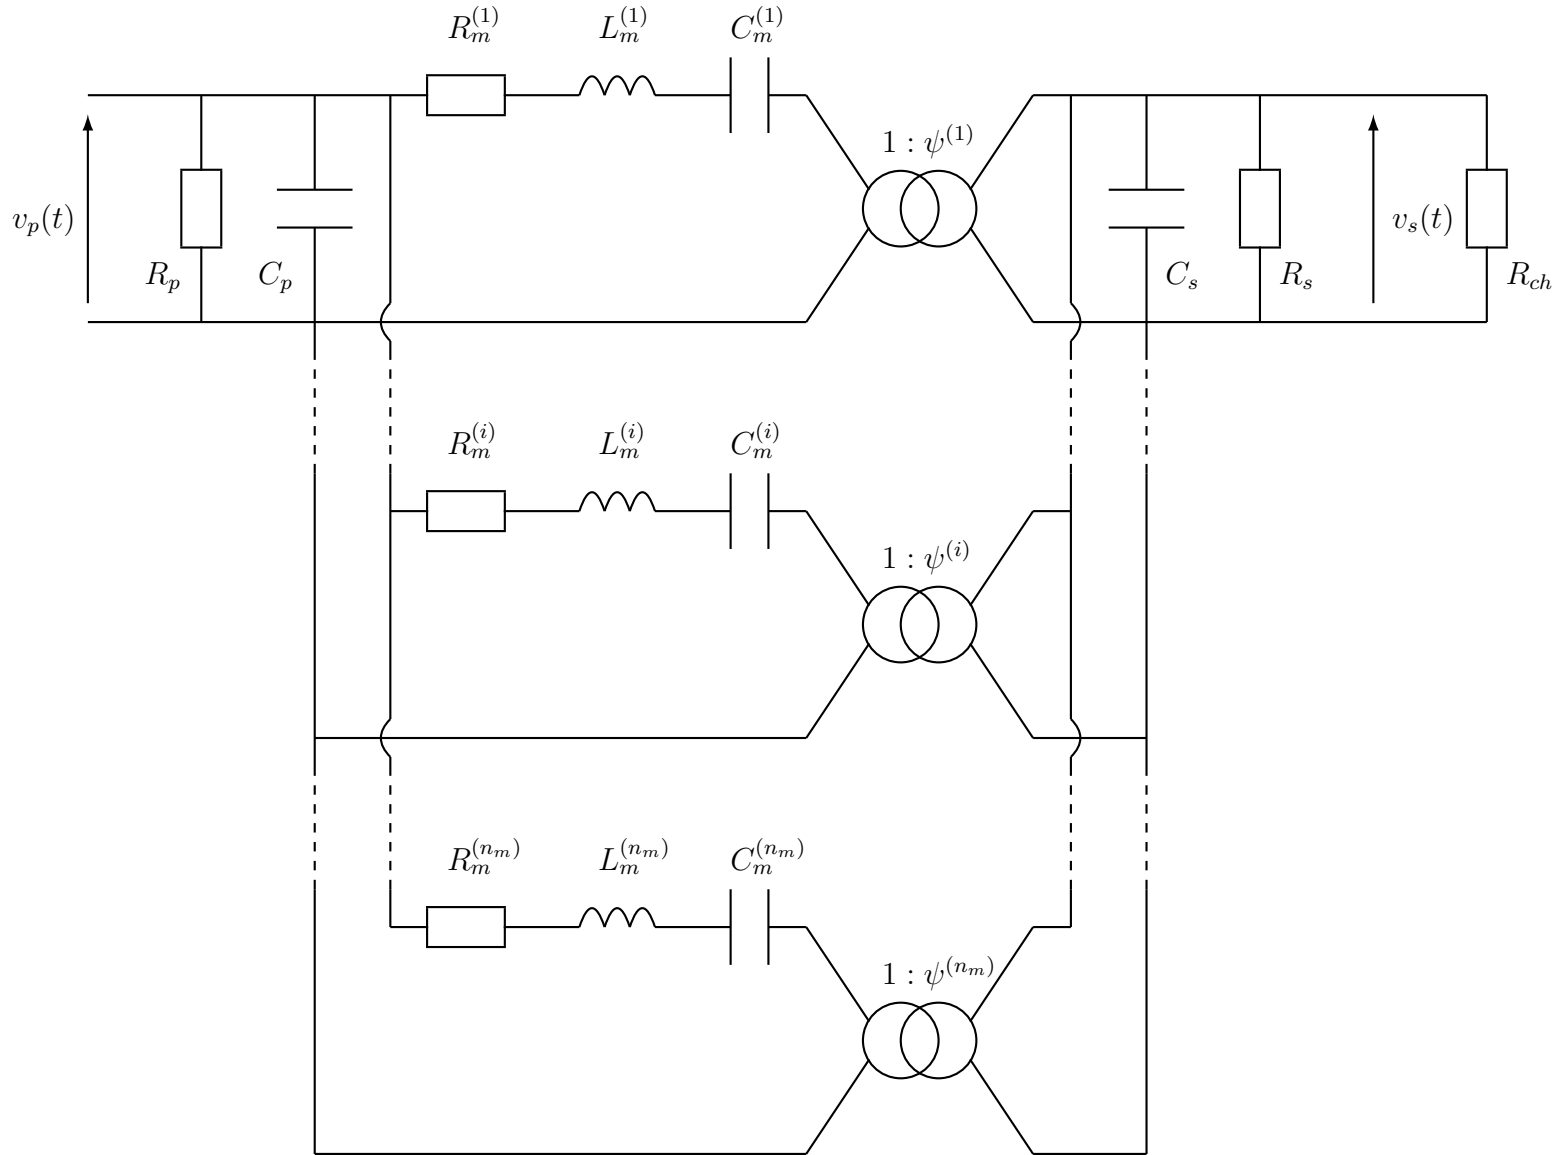 R_m^{(1)} L_m^{(1)} C_m^{(1)}
1 : ψ^{(1)}
v_p(t) v_s(t)
R_p C_p C_s R_s R_{ch}
R_m^{(i)} L_m^{(i)} C_m^{(i)}
1 : ψ^{(i)}
R_m^{(n_m)} L_m^{(n_m)} C_m^{(n_m)}
1 : ψ^{(n_m)}